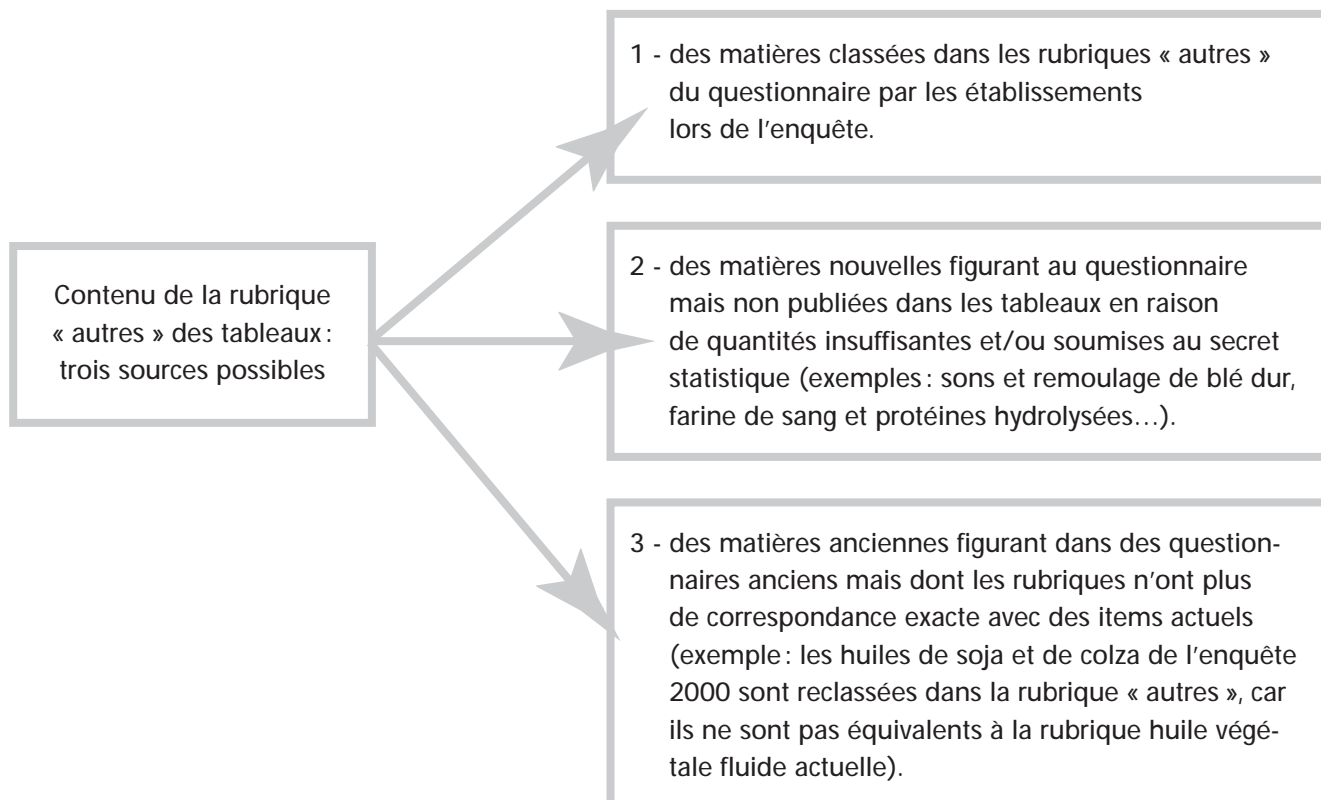 1 - des matières classées dans les rubriques « autres »
du questionnaire par les établissements
lors de l'enquête.
Contenu de la rubrique
« autres » des tableaux :
trois sources possibles
2 - des matières nouvelles figurant au questionnaire
mais non publiées dans les tableaux en raison
de quantités insuffisantes et/ou soumises au secret
statistique (exemples : sons et remoulage de blé dur,
farine de sang et protéines hydrolysées…).
3 - des matières anciennes figurant dans des question-
naires anciens mais dont les rubriques n'ont plus
de correspondance exacte avec des items actuels
(exemple : les huiles de soja et de colza de l'enquête
2000 sont reclassées dans la rubrique « autres », car
ils ne sont pas équivalents à la rubrique huile végé-
tale fluide actuelle).